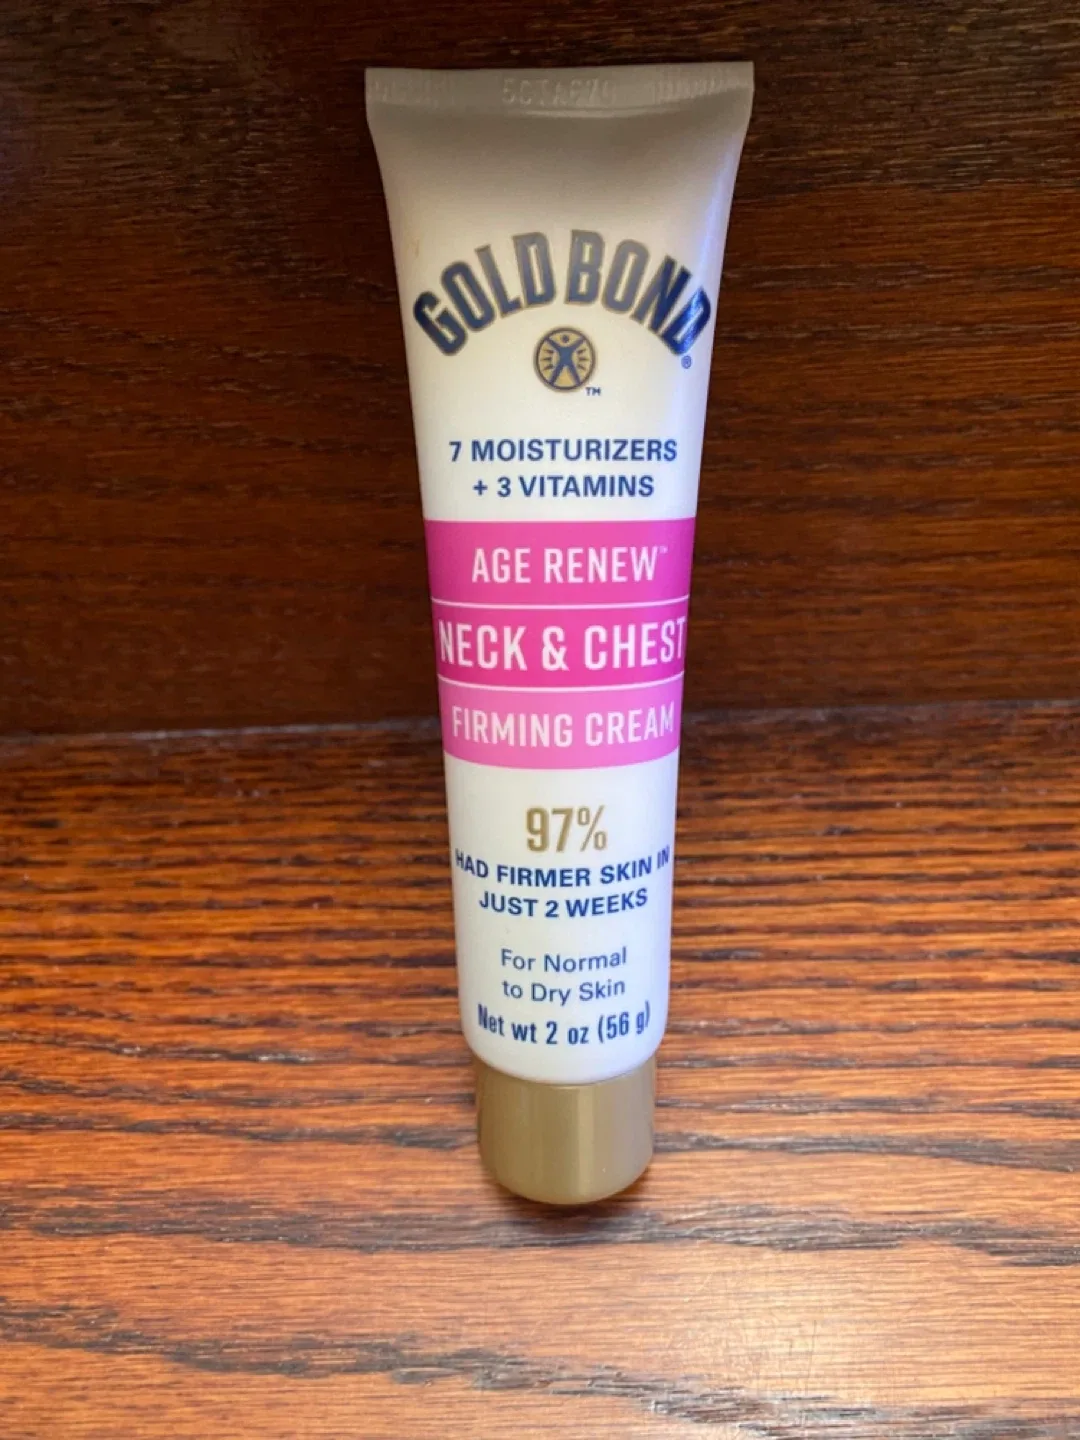 GOLD BOND®
TM
7 MOISTURIZERS
+ 3 VITAMINS
AGE RENEW™
NECK & CHEST
FIRMING CREAM
97%
HAD FIRMER SKIN IN
JUST 2 WEEKS
For Normal
to Dry Skin
Net wt 2 oz (56 g)